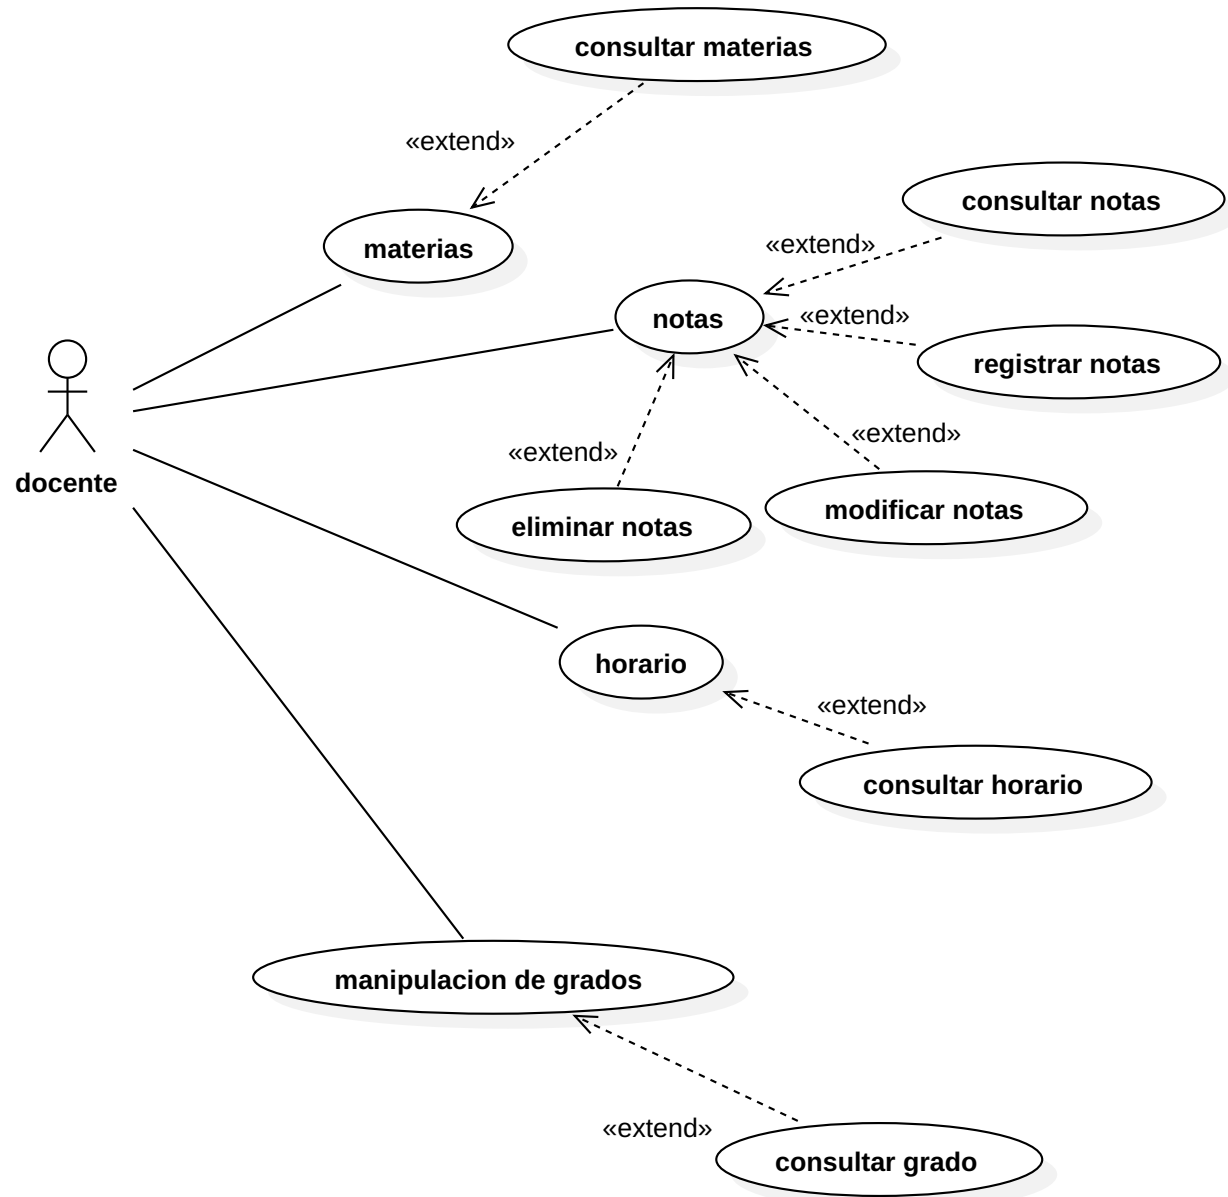 consultar materias
«extend»
consultar notas
«extend»
materias
«extend»
notas
registrar notas
«extend»
«extend»
docente
modificar notas
eliminar notas
horario
«extend»
consultar horario
manipulacion de grados
«extend»
consultar grado